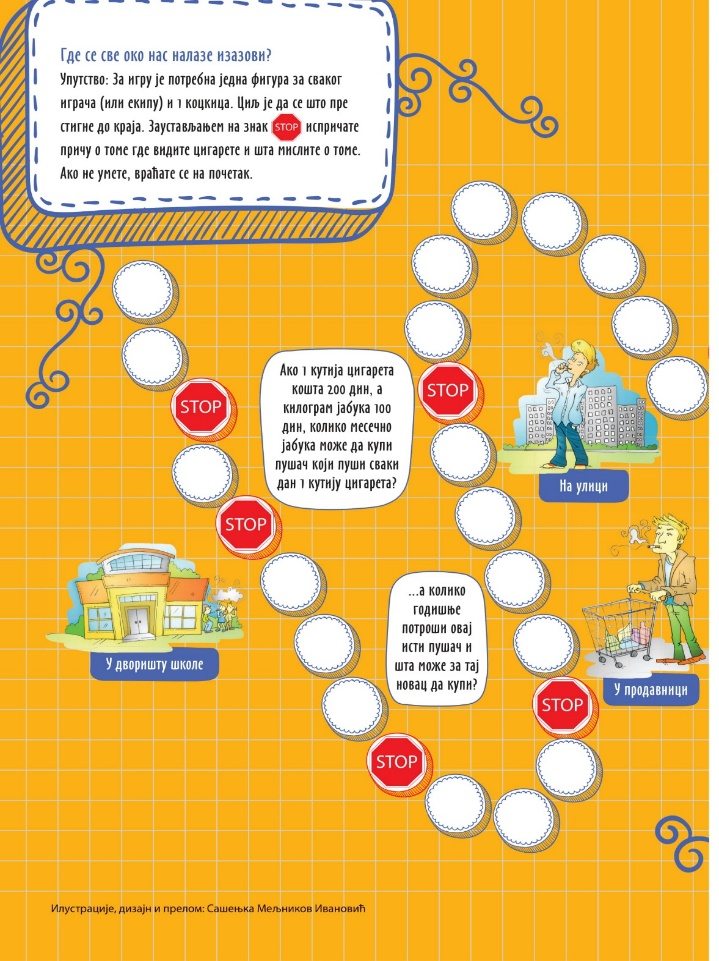 Где се све око нас налазе изазови?
Упутство: За игру је потребна једна фигура за сваког
играча (или екипу) и 1 коцкица. Циљ је да се што пре
стигне до краја. Заустављањем на знак STOP испричате
причу о томе где видите цигарете и шта мислите о томе.
Ако не умете, враћате се на почетак.
STOP
Ако 1 кутија цигарета
кошта 200 дин, а
килограм јабука 100
дин, колико месечно
јабука може да купи
пушач који пуши сваки
дан 1 кутију цигарета?
STOP
На улици
STOP
...а колико
годишње
потроши овај
исти пушач и
шта може за тај
новац да купи?
У дворишту школе
У продавници
STOP
STOP
Илустрације, дизајн и прелом: Сашењка Мељников Ивановић